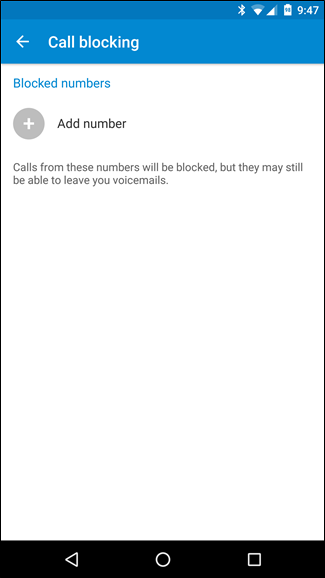 98 9:47
Call blocking
Blocked numbers
Add number
Calls from these numbers will be blocked, but they may still
be able to leave you voicemails.